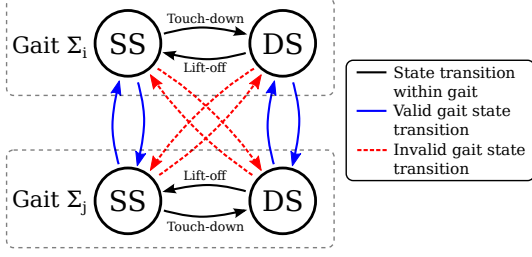 Touch-down
Gait Σi SS DS
Lift-off
State transition
within gait
Valid gait state
transition
Invalid gait state
transition
Lift-off
Gait Σj SS DS
Touch-down